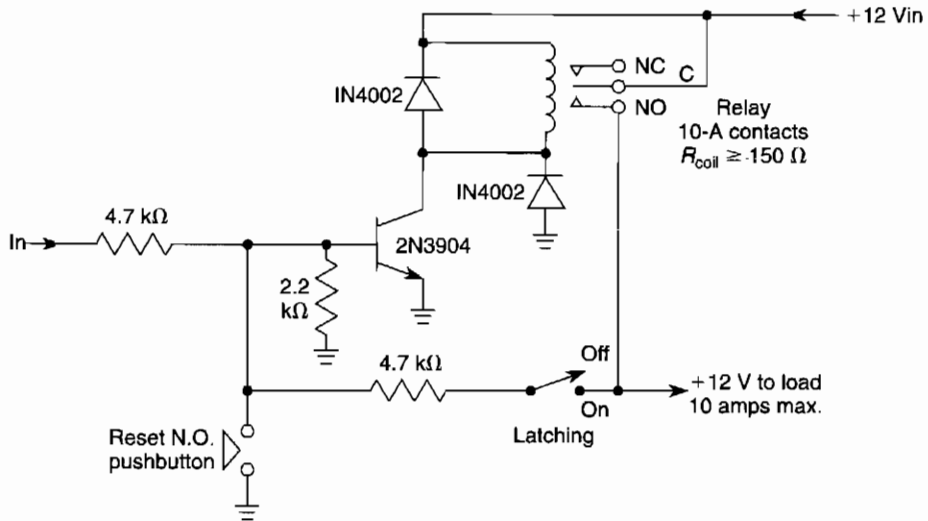 +12 Vin
IN4002
NC
C
NO
Relay
10-A contacts
Rcoil ≥ 150 Ω
IN4002
4.7 kΩ
In
2N3904
2.2
kΩ
4.7 kΩ
Off
On
+12 V to load
10 amps max.
Latching
Reset N.O.
pushbutton